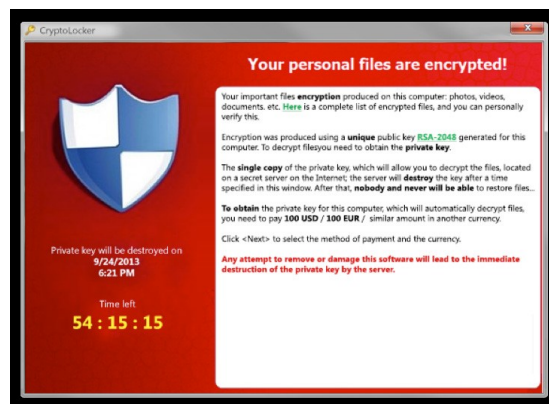 CryptoLocker
Your personal files are encrypted!
Your important files encryption produced on this computer: photos, videos,
documents, etc. Here is a complete list of encrypted files, and you can personally
verify this.
Encryption was produced using a unique public key RSA-2048 generated for this
computer. To decrypt filesyou need to obtain the private key.
The single copy of the private key, which will allow you to decrypt the files, located
on a secret server on the Internet; the server will destroy the key after a time
specified in this window. After that, nobody and never will be able to restore files...
To obtain the private key for this computer, which will automatically decrypt files,
you need to pay 100 USD / 100 EUR / similar amount in another currency.
Click <Next> to select the method of payment and the currency.
Any attempt to remove or damage this software will lead to the immediate
destruction of the private key by the server.
Private key will be destroyed on
9/24/2013
6:21 PM
Time left
54 : 15 : 15